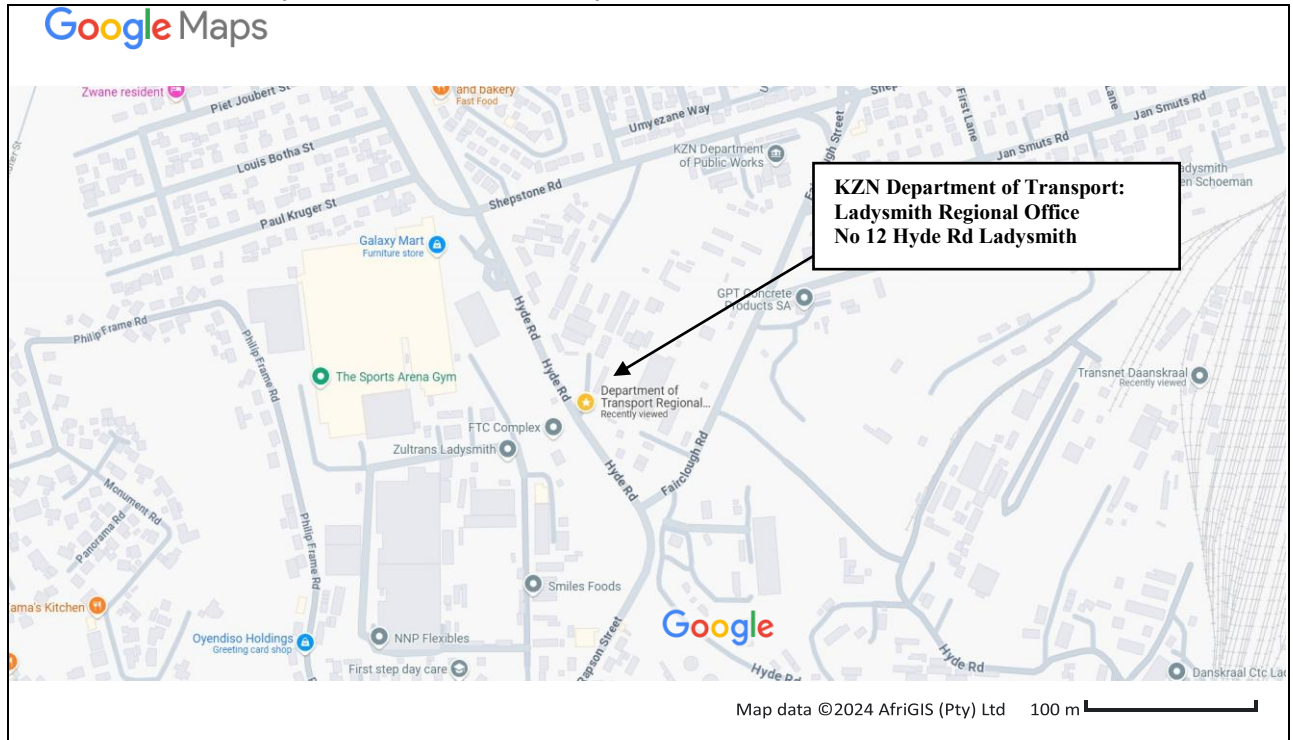 Google Maps
Zwane resident
Piet Joubert St
and bakery
Fast Food
Umyezane Way
First Lane
Lane
Jan Smuts Rd
Jan Smuts Rd
Louis Botha St
KZN Department
of Public Works
Shepstone Rd
Paul Kruger St
KZN Department of Transport:
Ladysmith Regional Office
No 12 Hyde Rd Ladysmith
Galaxy Mart
Furniture store
GPT Concrete
Products SA
Hyde Rd
Philip Frame Rd
Philip Frame Rd
The Sports Arena Gym
Hyde Rd
Department of
Transport Regional...
Recently viewed
Transnet Daanskraal
Recently viewed
FTC Complex
Zultrans Ladysmith
Hyde Rd
Fairclough Rd
Monument Rd
Panorama Rd
Philip Frame Rd
Smiles Foods
ama's Kitchen
Google
Oyendiso Holdings
Greeting card shop
NNP Flexibles
First step day care
Rapson Street
Hyde Rd
Hyde Rd
Danskraal Ctc La
Map data ©2024 AfriGIS (Pty) Ltd 100 m